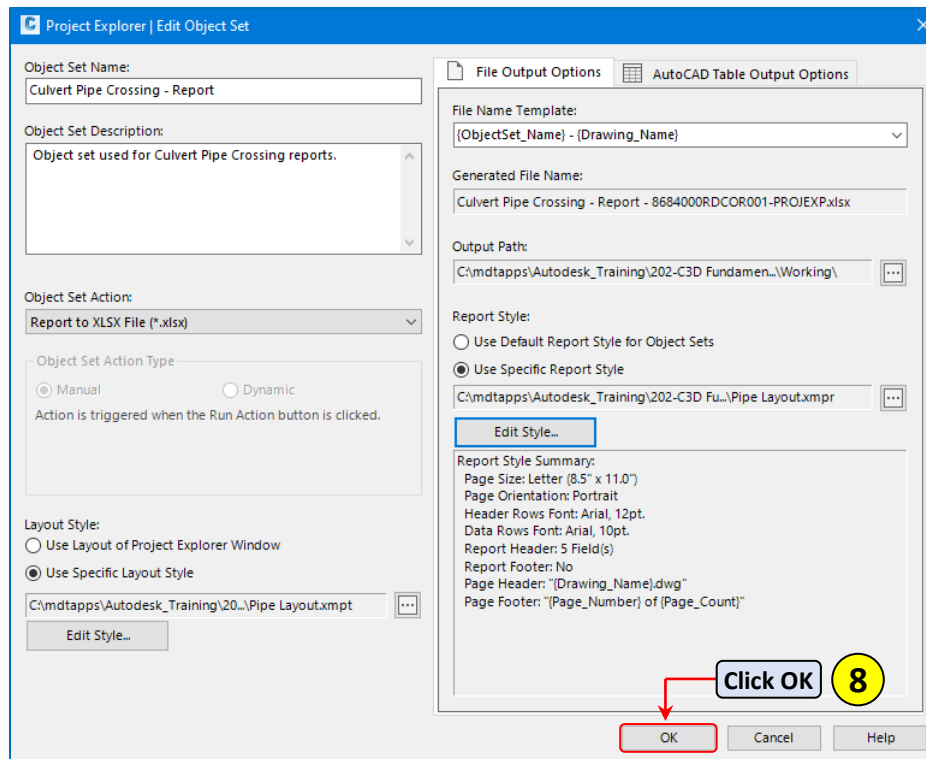 Project Explorer | Edit Object Set
Object Set Name:
Culvert Pipe Crossing - Report
Object Set Description:
Object set used for Culvert Pipe Crossing reports.
Object Set Action:
Report to XLSX File (*.xlsx)
Object Set Action Type
Manual
Dynamic
Action is triggered when the Run Action button is clicked.
Layout Style:
Use Layout of Project Explorer Window
Use Specific Layout Style
C:\mdtapps\Autodesk_Training\20...\Pipe Layout.xmpt
...
Edit Style...
File Output Options
AutoCAD Table Output Options
File Name Template:
{ObjectSet_Name} - {Drawing_Name}
Generated File Name:
Culvert Pipe Crossing - Report - 8684000RDCOR001-PROJEXP.xlsx
Output Path:
C:\mdtapps\Autodesk_Training\202-C3D Fundamen...\Working\
...
Report Style:
Use Default Report Style for Object Sets
Use Specific Report Style
C:\mdtapps\Autodesk_Training\202-C3D Fu...\Pipe Layout.xmpr
...
Edit Style...
Report Style Summary:
Page Size: Letter (8.5" x 11.0")
Page Orientation: Portrait
Header Rows Font: Arial, 12pt.
Data Rows Font: Arial, 10pt.
Report Header: 5 Field(s)
Report Footer: No
Page Header: "{Drawing_Name}.dwg"
Page Footer: "{Page_Number} of {Page_Count}"
Click OK 8
OK
Cancel
Help